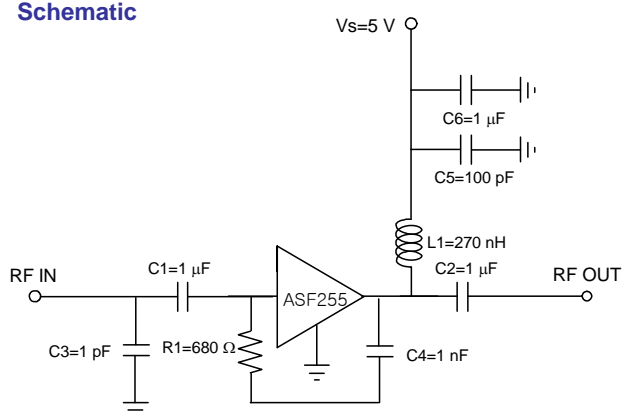 Schematic
Vs=5 V
C6=1 μF
C5=100 pF
L1=270 nH
RF IN
C1=1 μF
ASF255
C2=1 μF
RF OUT
C3=1 pF
R1=680 Ω
C4=1 nF